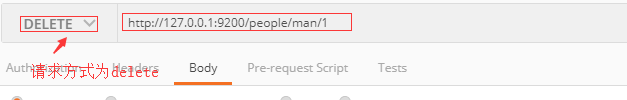 DELETE http://127.0.0.1:9200/people/man/1
Authorization Headers Body Pre-request Script Tests
请求方式为delete